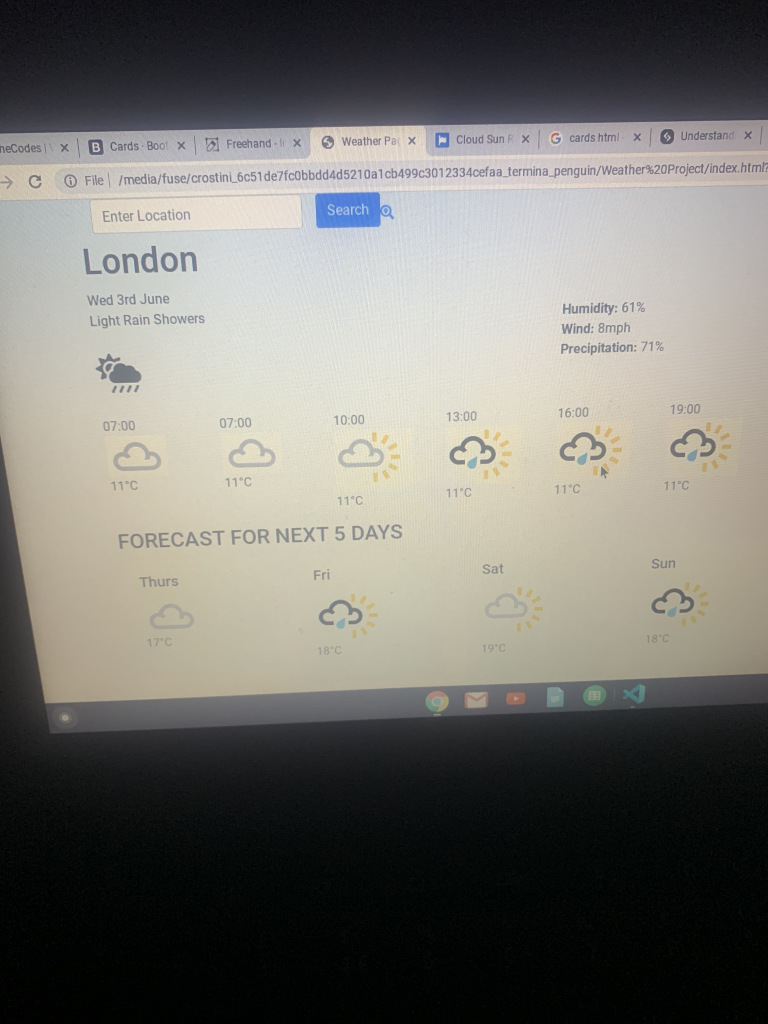 neCodes |
Cards · Boot
Freehand - I
Weather Pa
Cloud Sun R
cards html
Understand
File | /media/fuse/crostini_6c51de7fc0bbdd4d5210a1cb499c3012334cefaa_termina_penguin/Weather%20Project/index.html?
Enter Location
Search
London
Wed 3rd June
Light Rain Showers
Humidity: 61%
Wind: 8mph
Precipitation: 71%
07:00 07:00 10:00 13:00 16:00 19:00
11°C 11°C 11°C 11°C 11°C 11°C
FORECAST FOR NEXT 5 DAYS
Thurs Fri Sat Sun
17°C 18°C 19°C 18°C